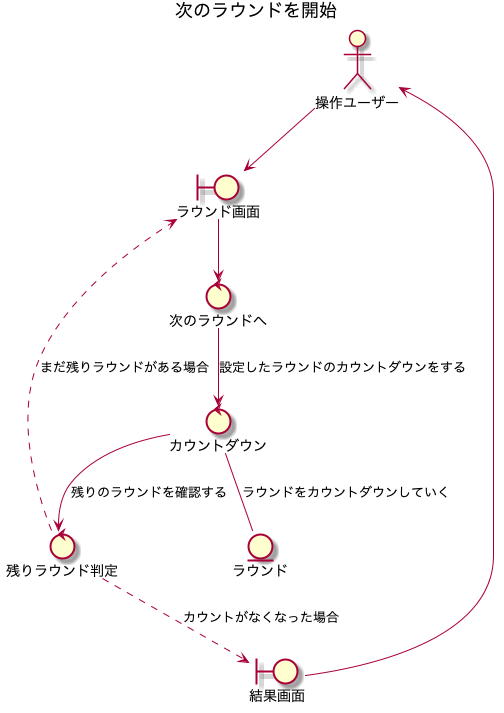 次のラウンドを開始
操作ユーザー
ラウンド画面
次のラウンドへ
まだ残りラウンドがある場合
設定したラウンドのカウントダウンをする
カウントダウン
残りのラウンドを確認する
ラウンドをカウントダウンしていく
残りラウンド判定
ラウンド
カウントがなくなった場合
結果画面